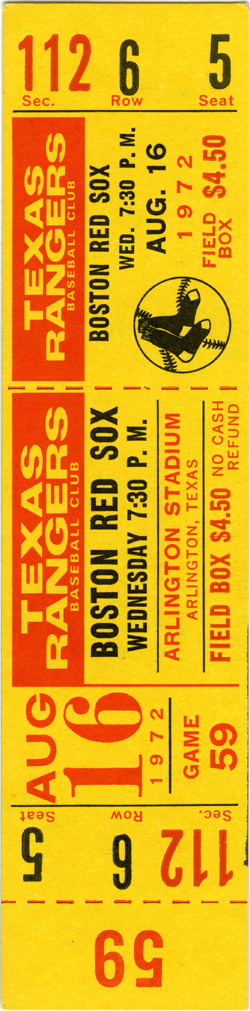 112 6 5
Sec. Row Seat
TEXAS
RANGERS
BASEBALL CLUB
BOSTON RED SOX
WED. 7:30 P. M.
AUG. 16
1972
FIELD $4.50
BOX
TEXAS
RANGERS
BASEBALL CLUB
BOSTON RED SOX
WEDNESDAY 7:30 P. M.
ARLINGTON STADIUM
ARLINGTON, TEXAS
FIELD BOX $4.50 NO CASH
REFUND
AUG
16
1972
GAME
59
Sec. Row Seat
112 6 5
59